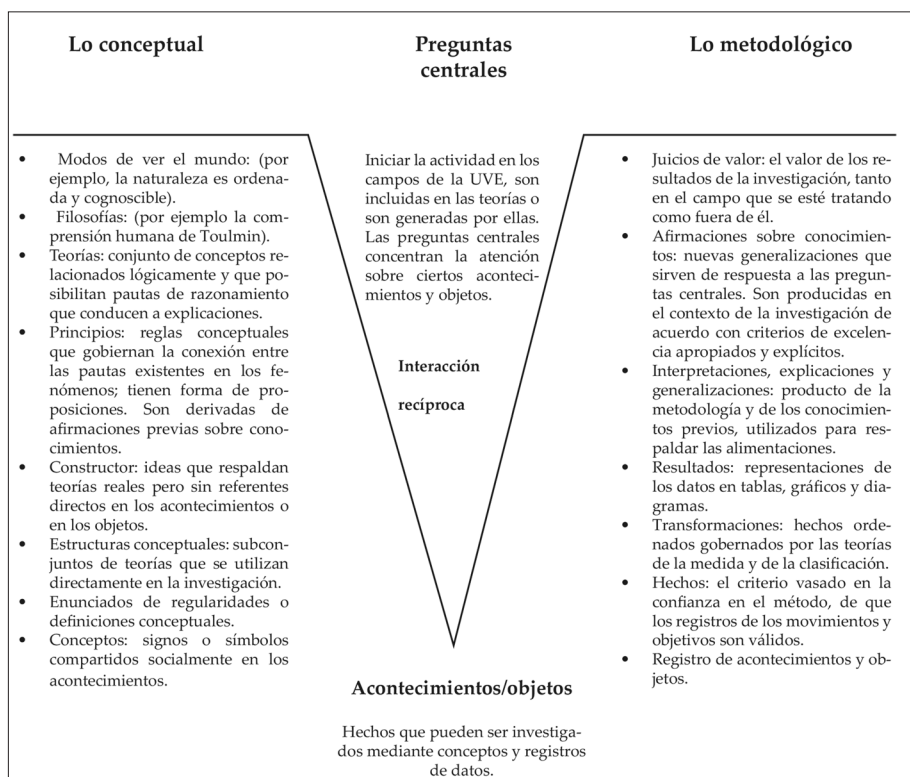 Lo conceptual
• Modos de ver el mundo: (por
ejemplo, la naturaleza es ordena-
da y cognoscible).
• Filosofías: (por ejemplo la com-
prensión humana de Toulmin).
• Teorías: conjunto de conceptos re-
lacionados lógicamente y que po-
sibilitan pautas de razonamiento
que conducen a explicaciones.
• Principios: reglas conceptuales
que gobiernan la conexión entre
las pautas existentes en los fe-
nómenos; tienen forma de pro-
posiciones. Son derivadas de
afirmaciones previas sobre cono-
cimientos.
• Constructor: ideas que respaldan
teorías reales pero sin referentes
directos en los acontecimientos o
en los objetos.
• Estructuras conceptuales: subcon-
juntos de teorías que se utilizan
directamente en la investigación.
• Enunciados de regularidades o
definiciones conceptuales.
• Conceptos: signos o símbolos
compartidos socialmente en los
acontecimientos.
Preguntas
centrales
Iniciar la actividad en los
campos de la UVE, son
incluidas en las teorías o
son generadas por ellas.
Las preguntas centrales
concentran la atención
sobre ciertos aconteci-
mientos y objetos.
Interacción
recíproca
Acontecimientos/objetos
Hechos que pueden ser investiga-
dos mediante conceptos y registros
de datos.
Lo metodológico
• Juicios de valor: el valor de los re-
sultados de la investigación, tanto
en el campo que se esté tratando
como fuera de él.
• Afirmaciones sobre conocimien-
tos: nuevas generalizaciones que
sirven de respuesta a las pregun-
tas centrales. Son producidas en
el contexto de la investigación de
acuerdo con criterios de excelen-
cia apropiados y explícitos.
• Interpretaciones, explicaciones y
generalizaciones: producto de la
metodología y de los conocimien-
tos previos, utilizados para res-
paldar las alimentaciones.
• Resultados: representaciones de
los datos en tablas, gráficos y dia-
gramas.
• Transformaciones: hechos orde-
nados gobernados por las teorías
de la medida y de la clasificación.
• Hechos: el criterio vasado en la
confianza en el método, de que
los registros de los movimientos y
objetivos son válidos.
• Registro de acontecimientos y ob-
jetos.